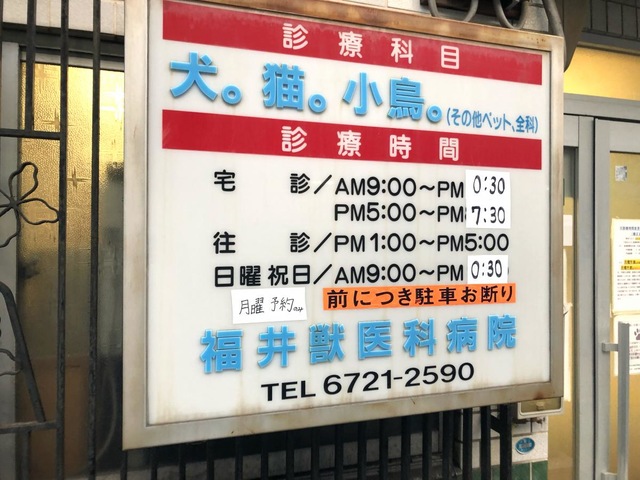 診療科目
犬。猫。小鳥。(その他ペット、全科)
診療時間
宅 診/AM9:00～PM 0:30
PM5:00～PM 7:30
往 診/PM1:00～PM5:00
日曜祝日/AM9:00～PM 0:30
月曜 予約のみ
前につき駐車お断り
福井獣医科病院
TEL 6721-2590